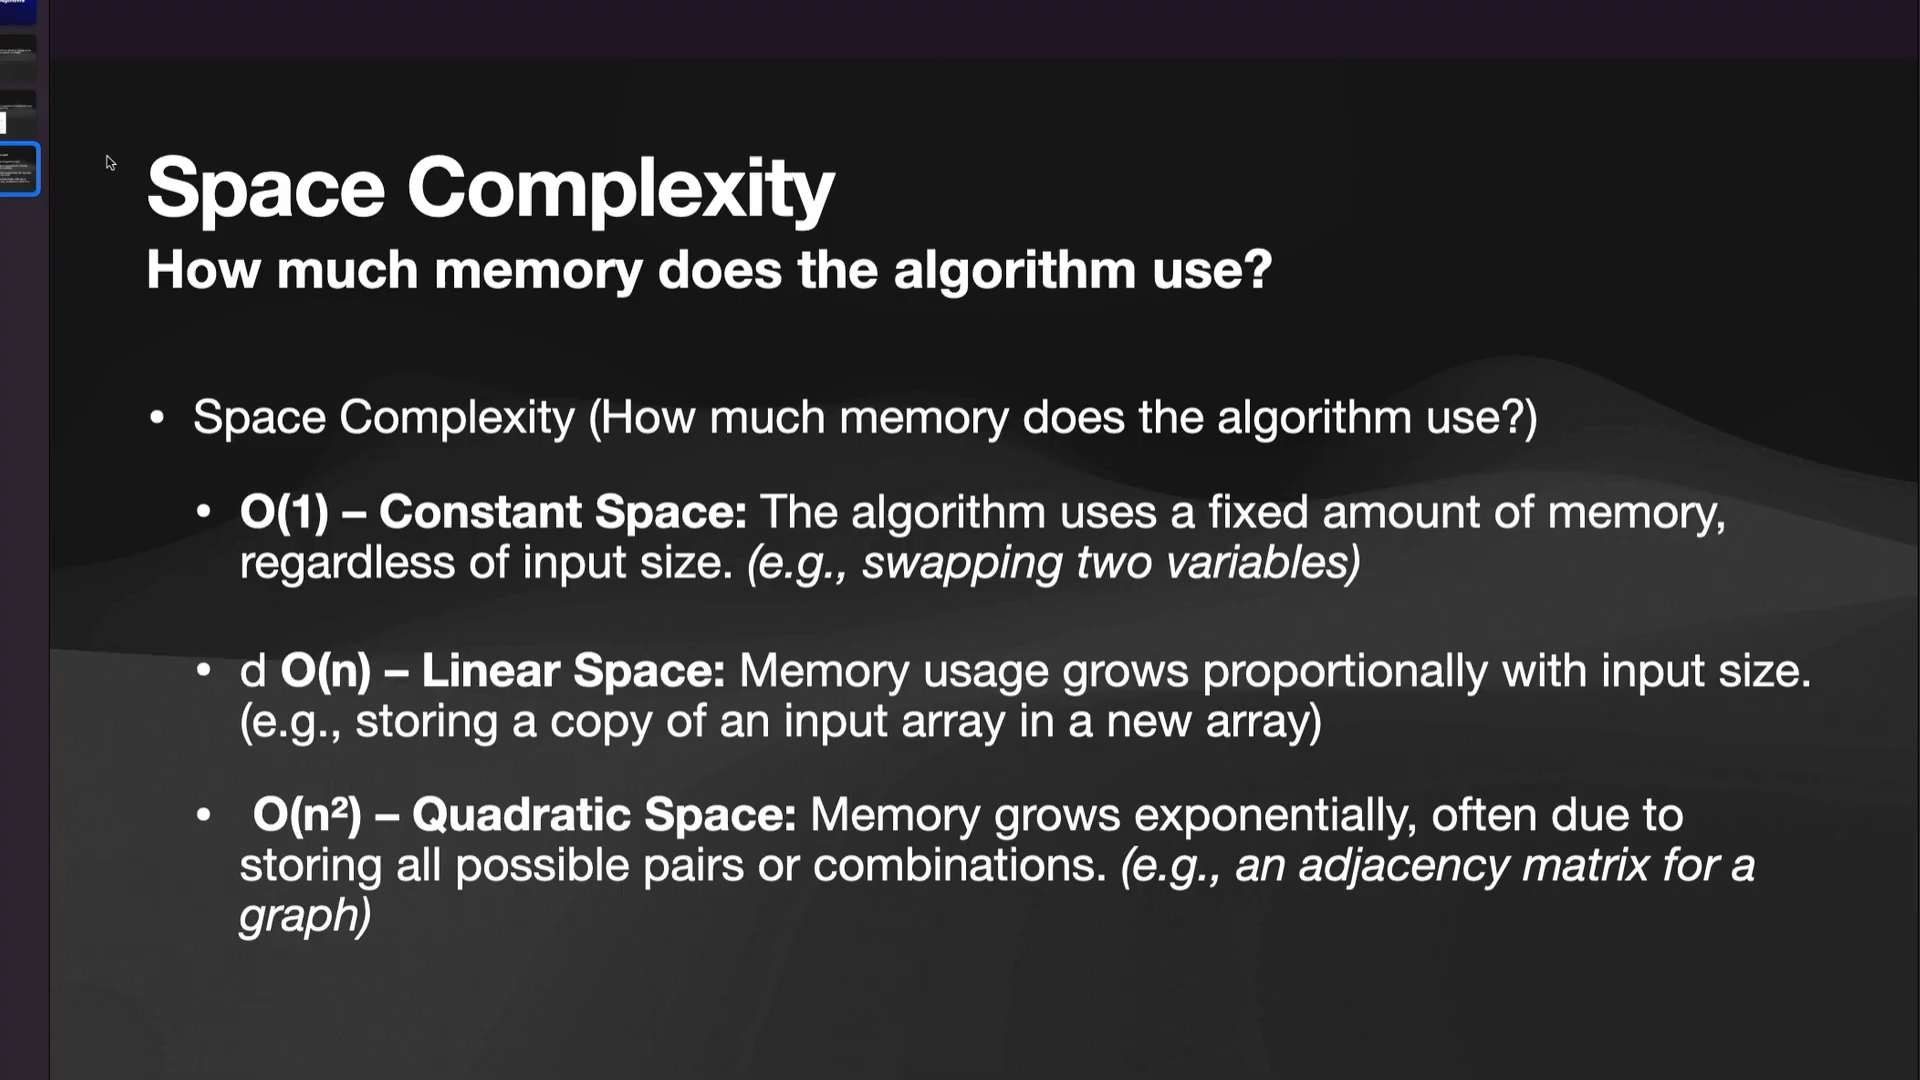 Space Complexity
How much memory does the algorithm use?
• Space Complexity (How much memory does the algorithm use?)
• O(1) – Constant Space: The algorithm uses a fixed amount of memory,
regardless of input size. (e.g., swapping two variables)
• d O(n) – Linear Space: Memory usage grows proportionally with input size.
(e.g., storing a copy of an input array in a new array)
• O(n²) – Quadratic Space: Memory grows exponentially, often due to
storing all possible pairs or combinations. (e.g., an adjacency matrix for a
graph)